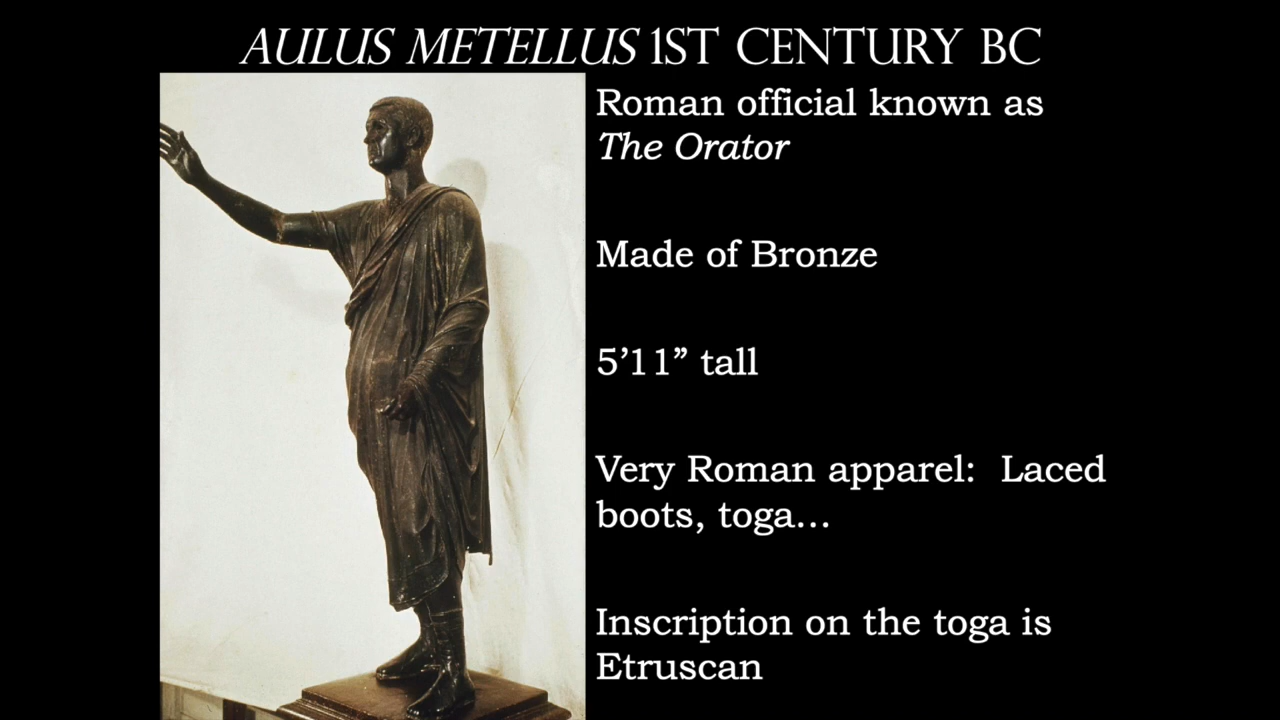 AULUS METELLUS 1ST CENTURY BC
Roman official known as
The Orator
Made of Bronze
5’11” tall
Very Roman apparel:  Laced
boots, toga…
Inscription on the toga is
Etruscan